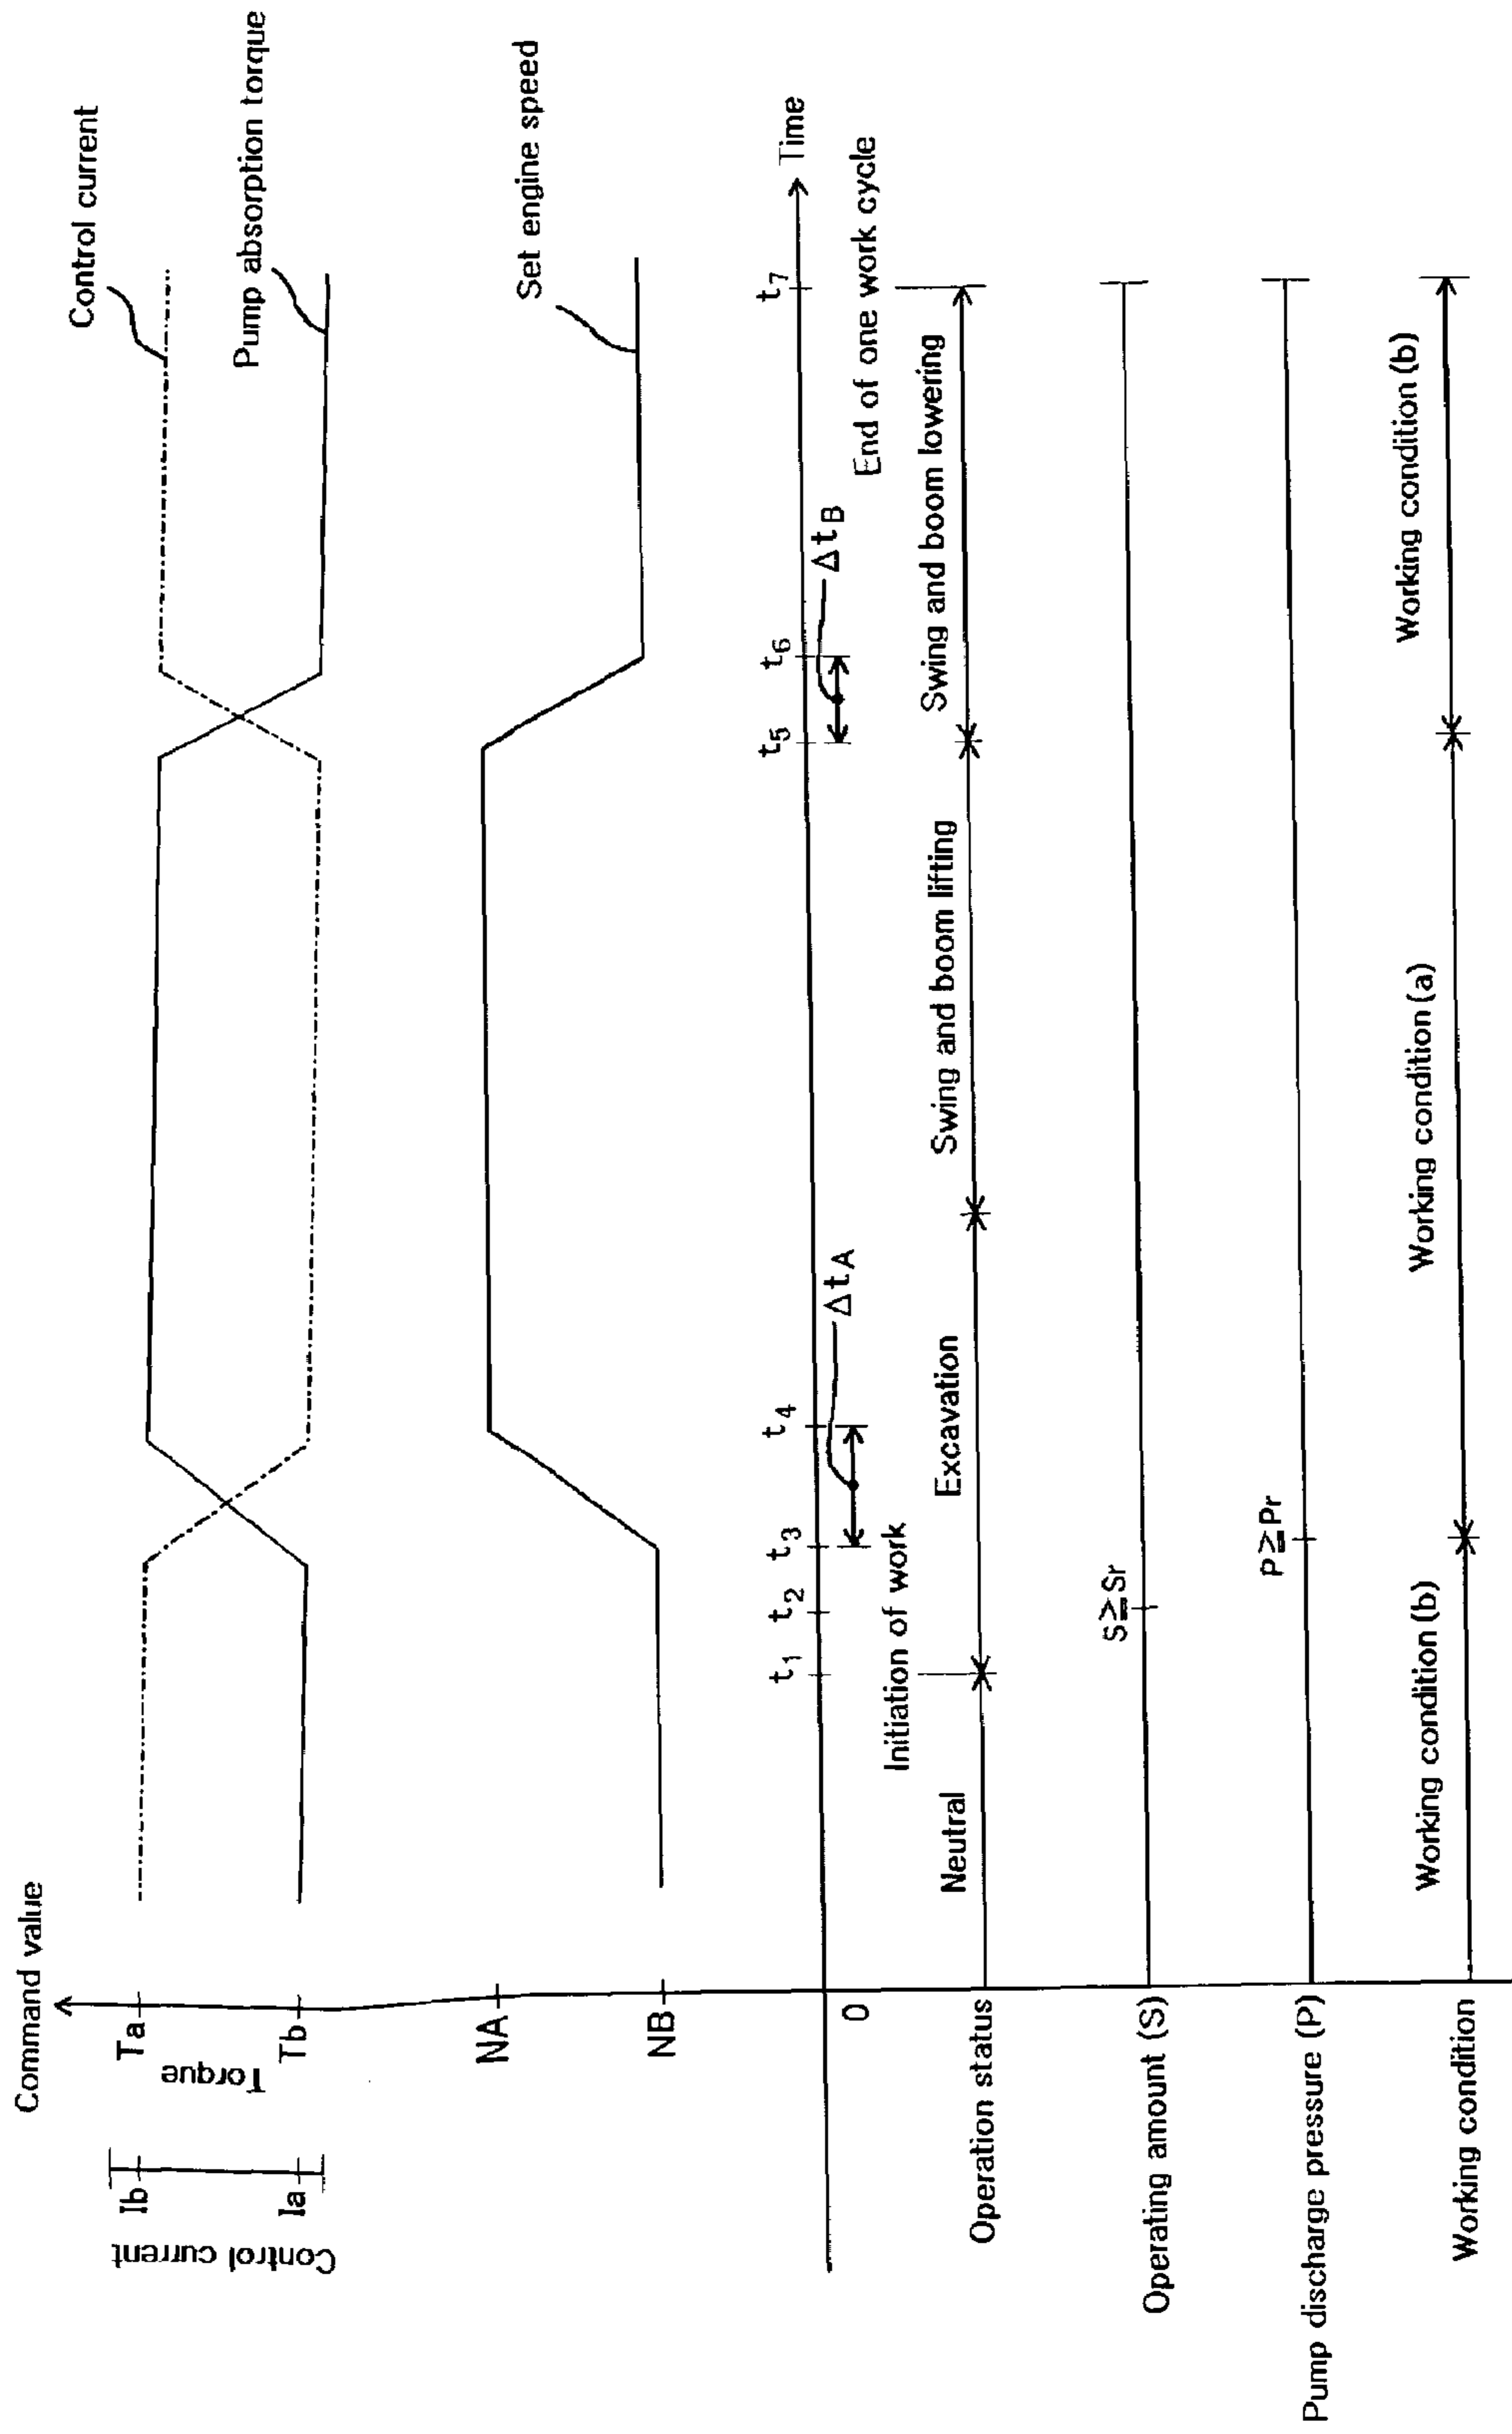 Command value
Control current
Ib
Ia
Torque
Ta
Tb
NA
NB
Control current
Pump absorption torque
Set engine speed
0
t1
t2
t3
t4
t5
t6
t7
Time
Initiation of work
ΔtA
ΔtB
End of one work cycle
Operation status
Neutral
Excavation
Swing and boom lifting
Swing and boom lowering
Operating amount (S)
S≧Sr
Pump discharge pressure (P)
P≧Pr
Working condition
Working condition (b)
Working condition (a)
Working condition (b)